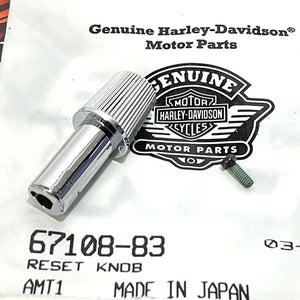 Genuine Harley-Davidson®
Motor Parts
GENUINE
MOTOR
HARLEY-DAVIDSON
CYCLES
MOTOR PARTS
67108-83
03-
RESET KNOB
AMT1 MADE IN JAPAN